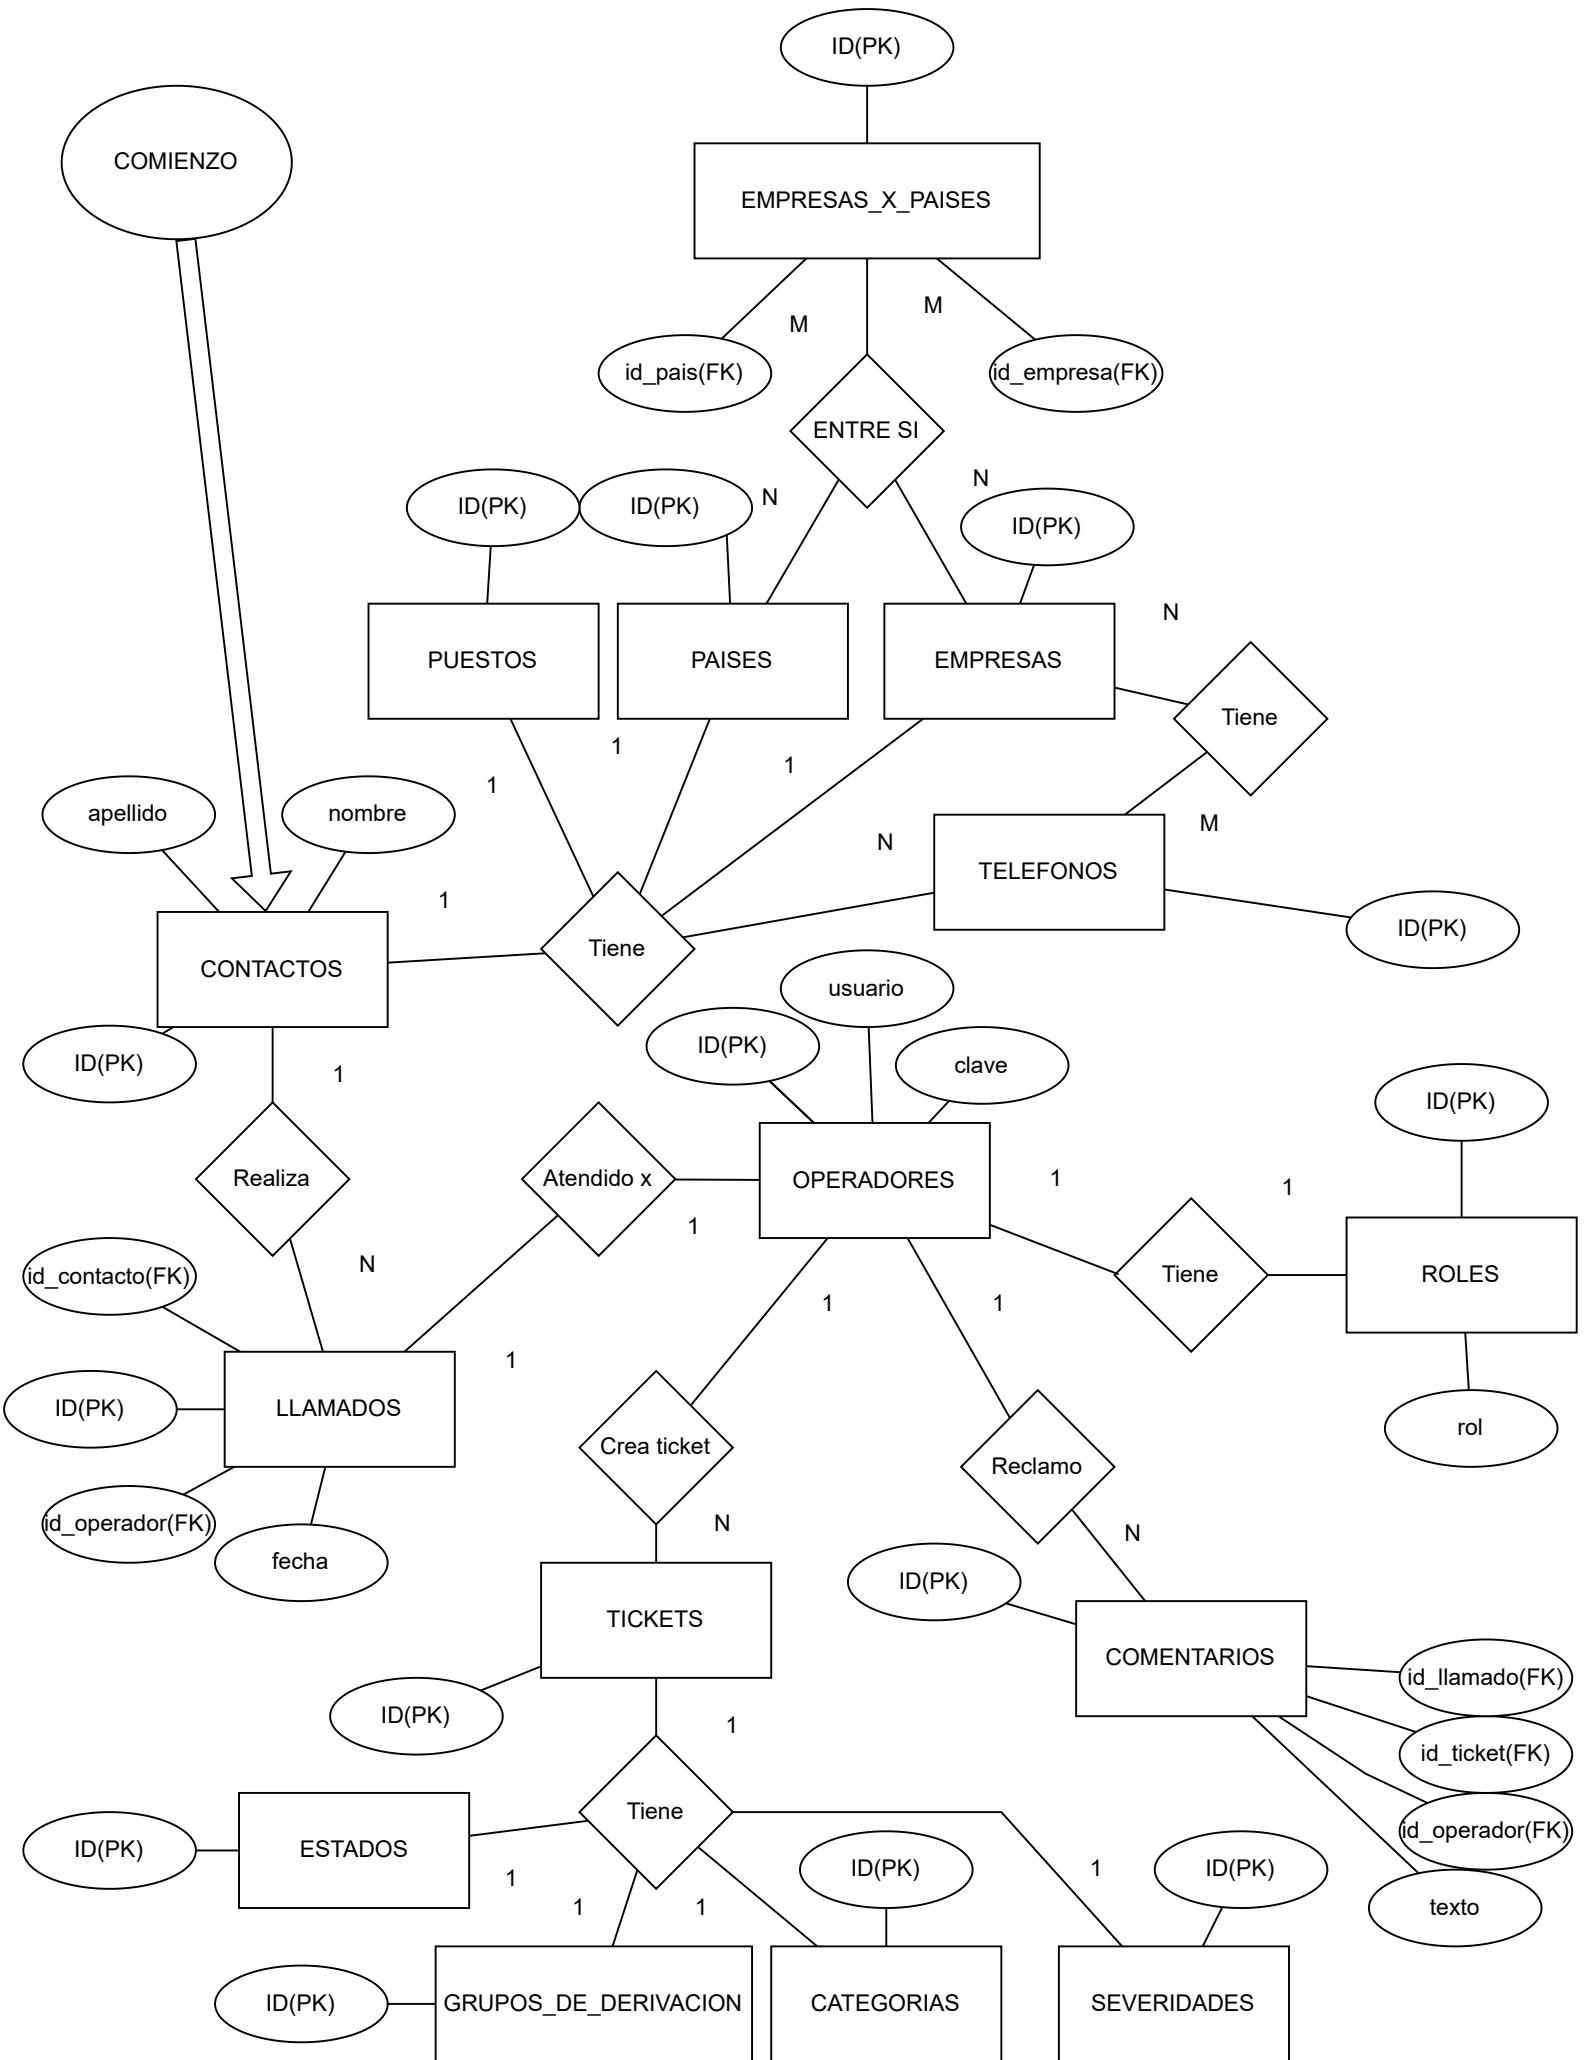 ID(PK)
COMIENZO
EMPRESAS_X_PAISES
M
M
id_pais(FK)
id_empresa(FK)
ENTRE SI
N
N
ID(PK)
ID(PK)
ID(PK)
N
PUESTOS
PAISES
EMPRESAS
Tiene
1
1
1
apellido
nombre
N
M
TELEFONOS
1
ID(PK)
CONTACTOS
Tiene
usuario
ID(PK)
clave
ID(PK)
1
ID(PK)
Realiza
Atendido x
OPERADORES
1
1
1
N
id_contacto(FK)
Tiene
ROLES
1
1
1
ID(PK)
LLAMADOS
Crea ticket
Reclamo
rol
id_operador(FK)
fecha
N
N
ID(PK)
TICKETS
COMENTARIOS
id_llamado(FK)
ID(PK)
1
id_ticket(FK)
Tiene
id_operador(FK)
ID(PK)
ESTADOS
1
1
1
ID(PK)
1
ID(PK)
texto
ID(PK)
GRUPOS_DE_DERIVACION
CATEGORIAS
SEVERIDADES